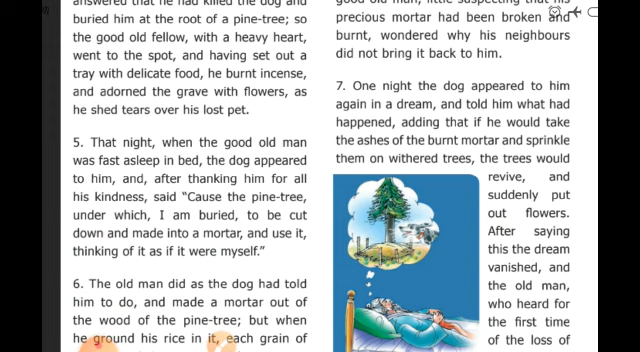 answered that he had killed the dog and
buried him at the root of a pine-tree; so
the good old fellow, with a heavy heart,
went to the spot, and having set out a
tray with delicate food, he burnt incense,
and adorned the grave with flowers, as
he shed tears over his lost pet.
5. That night, when the good old man
was fast asleep in bed, the dog appeared
to him, and, after thanking him for all
his kindness, said “Cause the pine-tree,
under which, I am buried, to be cut
down and made into a mortar, and use it,
thinking of it as if it were myself.”
6. The old man did as the dog had told
him to do, and made a mortar out of
the wood of the pine-tree; but when
he ground his rice in it, each grain of
good old man, little suspecting that his
precious mortar had been broken and
burnt, wondered why his neighbours
did not bring it back to him.
7. One night the dog appeared to him
again in a dream, and told him what had
happened, adding that if he would take
the ashes of the burnt mortar and sprinkle
them on withered trees, the trees would
revive, and
suddenly put
out flowers.
After saying
this the dream
vanished, and
the old man,
who heard for
the first time
of the loss of